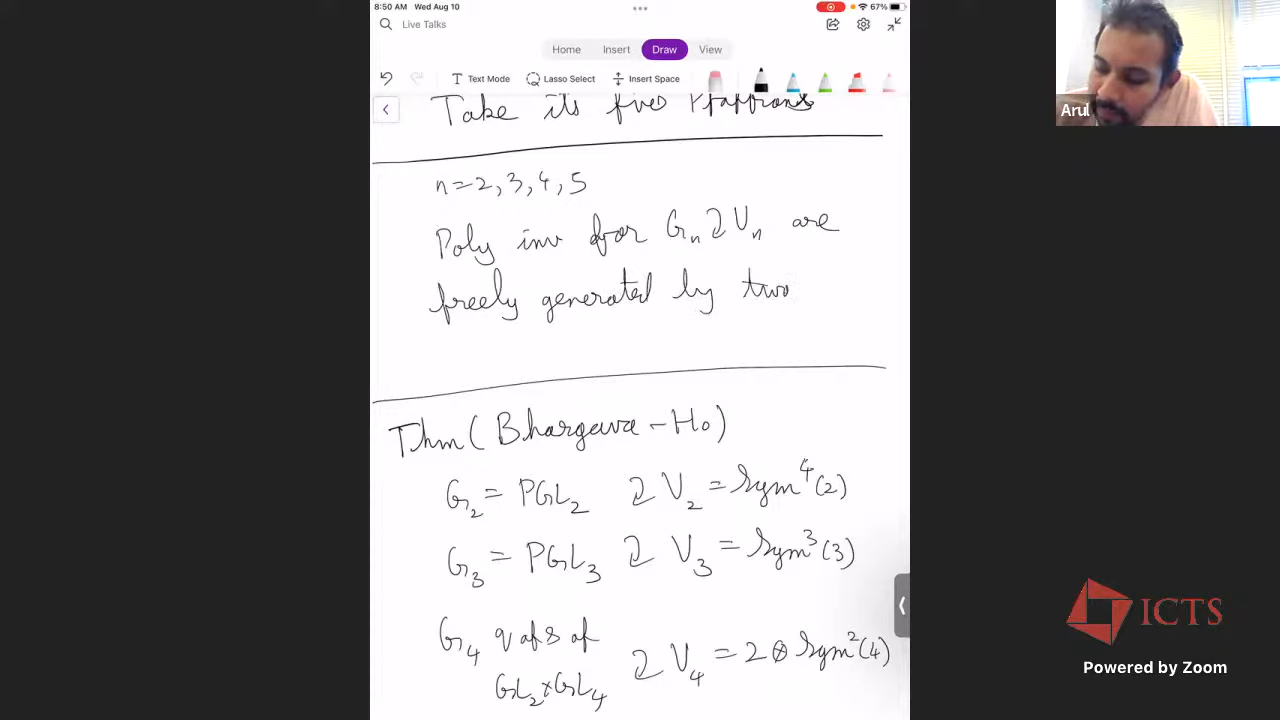 8:50 AM Wed Aug 10
67%
Live Talks
Home Insert Draw View
Text Mode Lasso Select Insert Space
Take its five Pfaffians
n=2, 3, 4, 5
Poly inv for G₂ₙ ↻ Vₙ are
freely generated by two
Thm (Bhargava – Ho)
G₂ = PGL₂ ↻ V₂ = Sym⁴(2)
G₃ = PGL₃ ↻ V₃ = Sym³(3)
G₄
GL₂×GL₄ ↻ V₄ = 2 ⊗ Sym²(4)
Arul
ICTS
Powered by Zoom